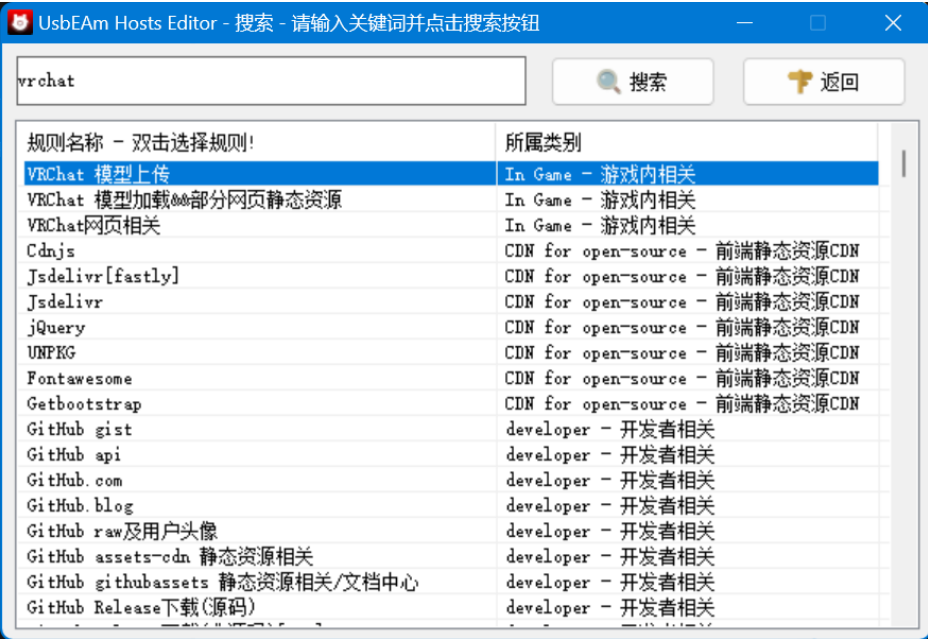 UsbEAm Hosts Editor - 搜索 - 请输入关键词并点击搜索按钮
vrchat 搜索 返回
规则名称 - 双击选择规则! 所属类别
VRChat 模型上传 In Game - 游戏内相关
VRChat 模型加载&&部分网页静态资源 In Game - 游戏内相关
VRChat网页相关 In Game - 游戏内相关
Cdnjs CDN for open-source - 前端静态资源CDN
Jsdelivr[fastly] CDN for open-source - 前端静态资源CDN
Jsdelivr CDN for open-source - 前端静态资源CDN
jQuery CDN for open-source - 前端静态资源CDN
UNPKG CDN for open-source - 前端静态资源CDN
Fontawesome CDN for open-source - 前端静态资源CDN
Getbootstrap CDN for open-source - 前端静态资源CDN
GitHub gist developer - 开发者相关
GitHub api developer - 开发者相关
GitHub.com developer - 开发者相关
GitHub.blog developer - 开发者相关
GitHub raw及用户头像 developer - 开发者相关
GitHub assets-cdn 静态资源相关 developer - 开发者相关
GitHub githubassets 静态资源相关/文档中心 developer - 开发者相关
GitHub Release下载(源码) developer - 开发者相关